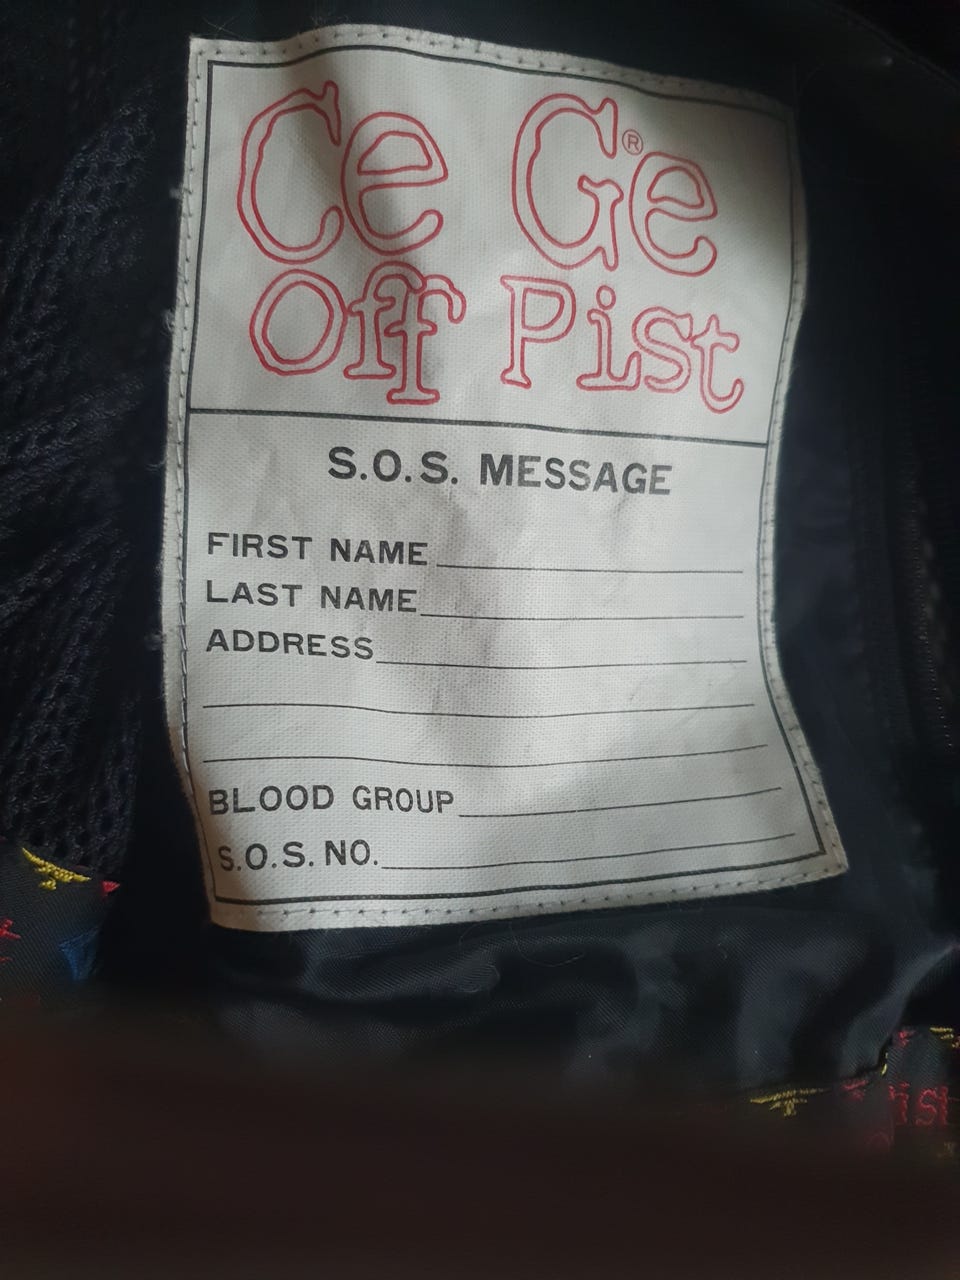 Ce Ge®
Off Pist
S.O.S. MESSAGE
FIRST NAME
LAST NAME
ADDRESS
BLOOD GROUP
S.O.S. NO.